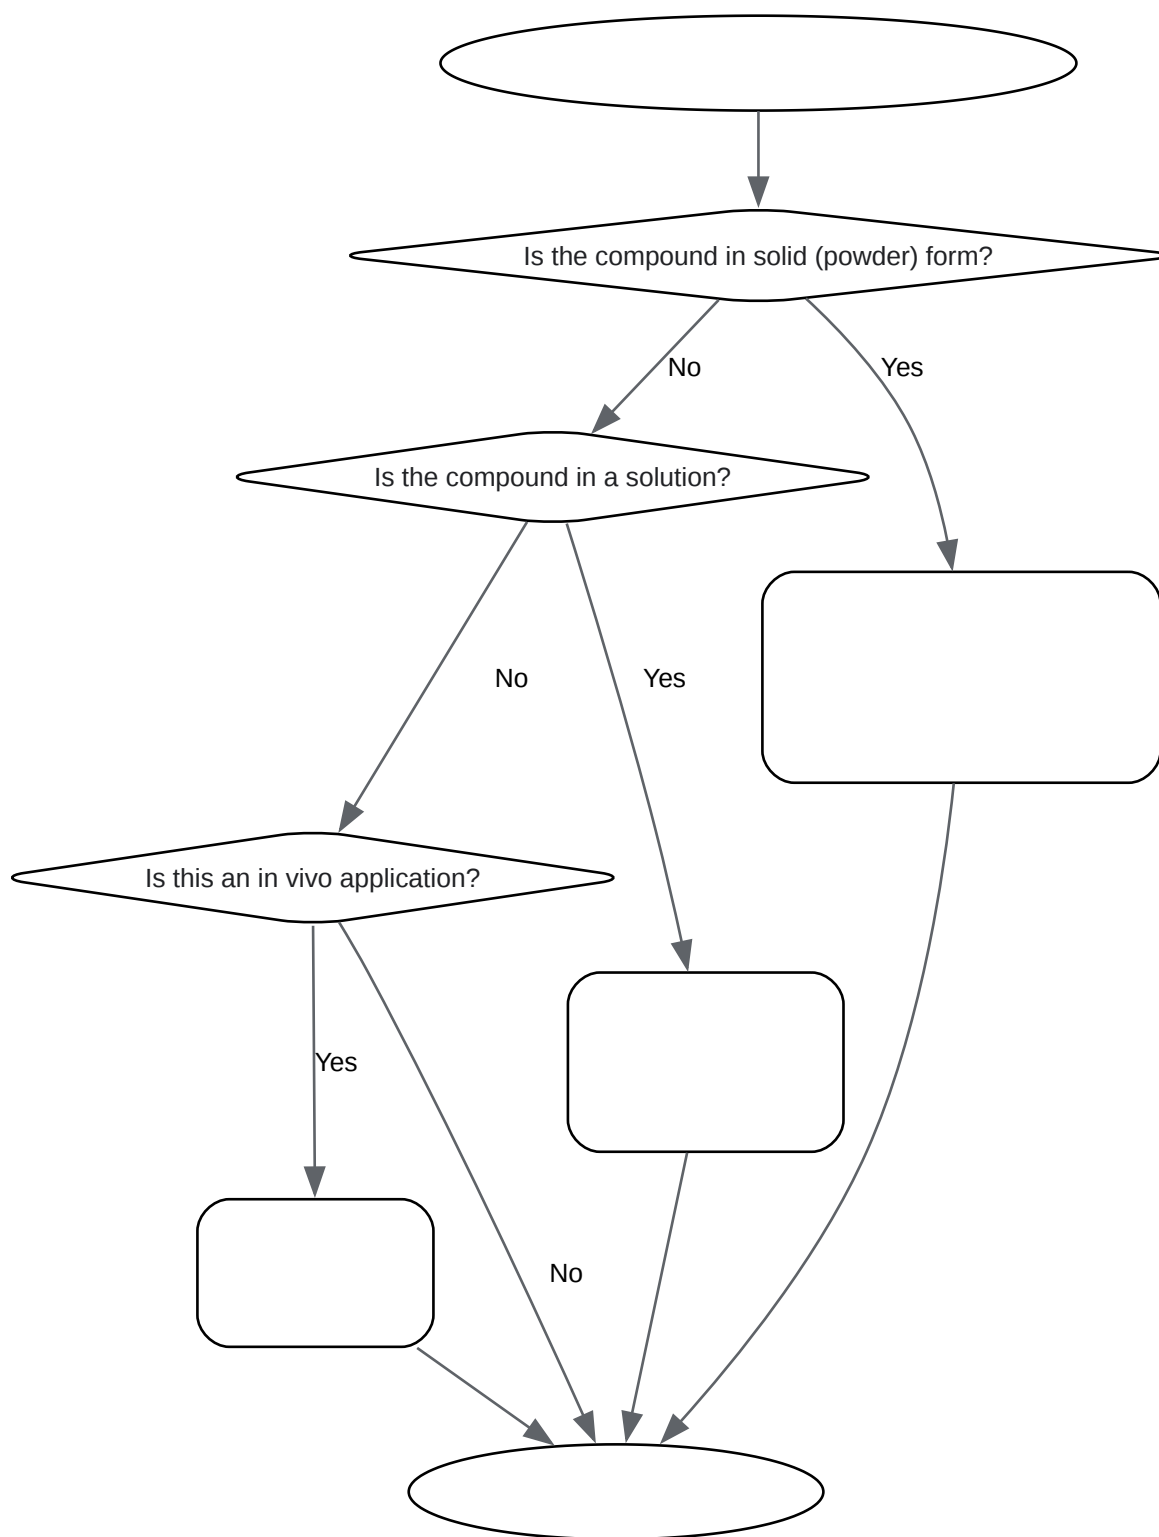 Is the compound in solid (powder) form?
No
Yes
Is the compound in a solution?
No
Yes
Is this an in vivo application?
Yes
No